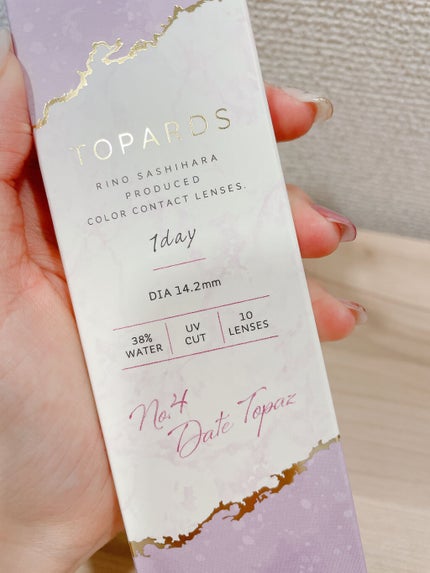 TOPARDS
RINO SASHIHARA
PRODUCED
COLOR CONTACT LENSES.
1day
DIA 14.2mm
38%
WATER
UV
CUT
10
LENSES
No.4
Date Topaz